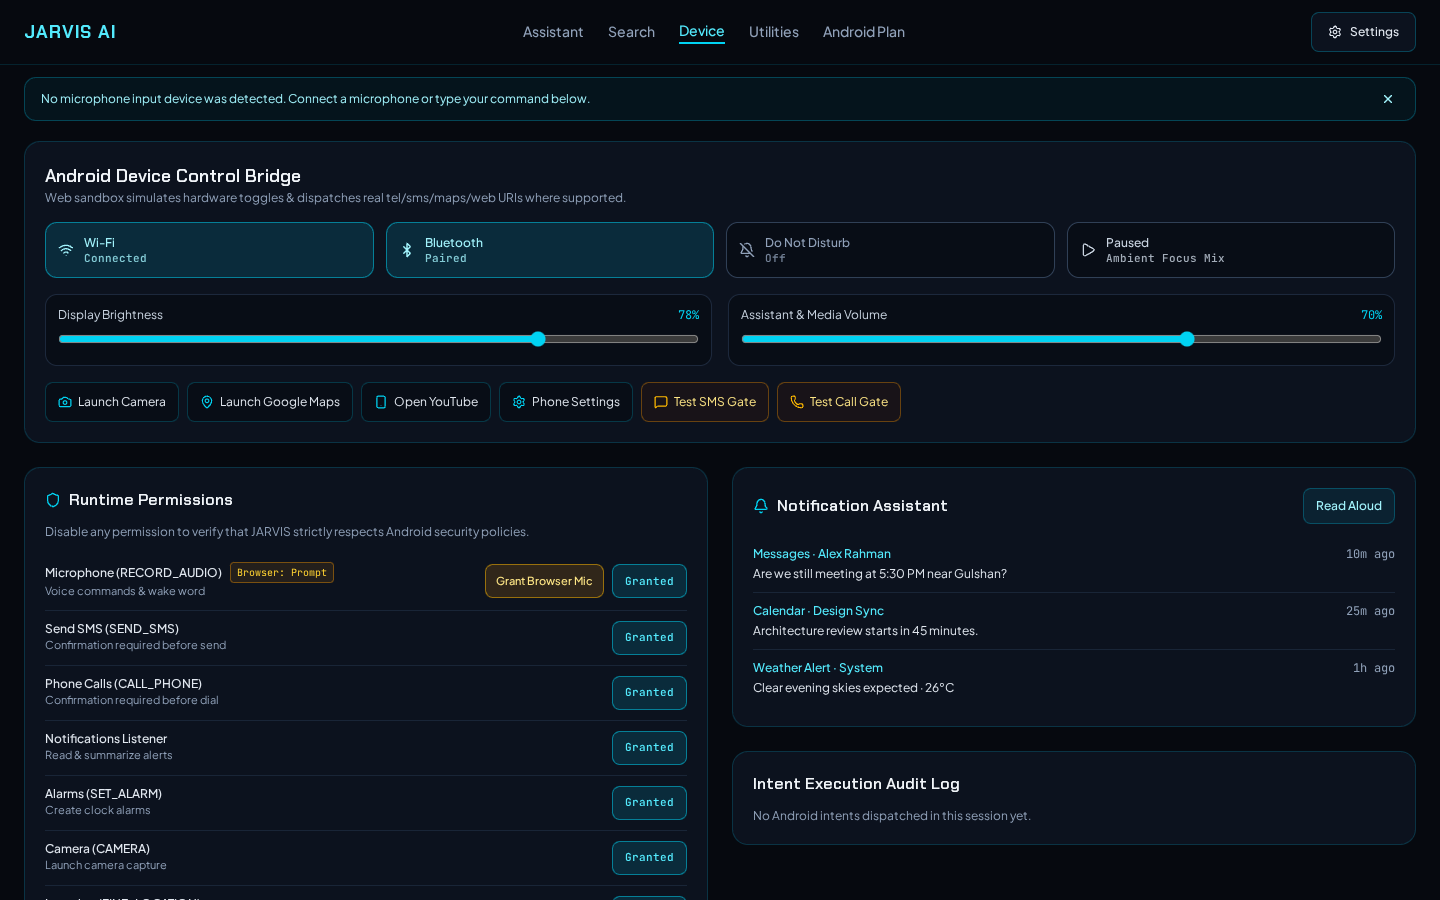 JARVIS AI
Assistant
Search
Device
Utilities
Android Plan
Settings
No microphone input device was detected. Connect a microphone or type your command below.
Android Device Control Bridge
Web sandbox simulates hardware toggles & dispatches real tel/sms/maps/web URIs where supported.
Wi-Fi
Connected
Bluetooth
Paired
Do Not Disturb
Off
Paused
Ambient Focus Mix
Display Brightness
78%
Assistant & Media Volume
70%
Launch Camera
Launch Google Maps
Open YouTube
Phone Settings
Test SMS Gate
Test Call Gate
Runtime Permissions
Disable any permission to verify that JARVIS strictly respects Android security policies.
Microphone (RECORD_AUDIO)
Browser: Prompt
Voice commands & wake word
Grant Browser Mic
Granted
Send SMS (SEND_SMS)
Confirmation required before send
Granted
Phone Calls (CALL_PHONE)
Confirmation required before dial
Granted
Notifications Listener
Read & summarize alerts
Granted
Alarms (SET_ALARM)
Create clock alarms
Granted
Camera (CAMERA)
Launch camera capture
Granted
Notification Assistant
Read Aloud
Messages · Alex Rahman
10m ago
Are we still meeting at 5:30 PM near Gulshan?
Calendar · Design Sync
25m ago
Architecture review starts in 45 minutes.
Weather Alert · System
1h ago
Clear evening skies expected · 26°C
Intent Execution Audit Log
No Android intents dispatched in this session yet.